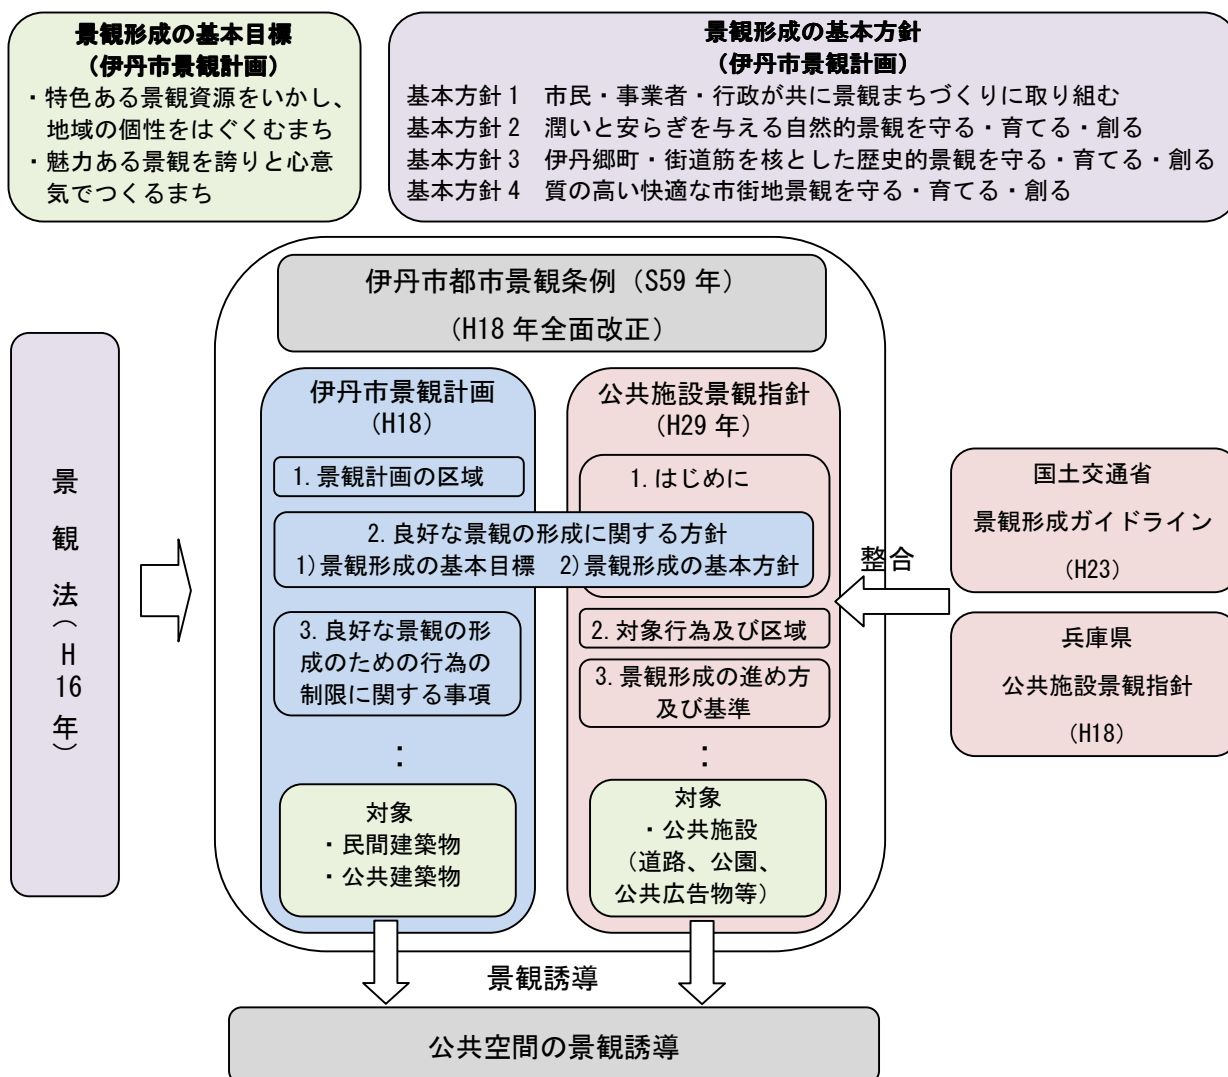 景観形成の基本目標
(伊丹市景観計画)
・特色ある景観資源をいかし、
地域の個性をはぐくむまち
・魅力ある景観を誇りと心意
気でつくるまち
景観形成の基本方針
(伊丹市景観計画)
基本方針1 市民・事業者・行政が共に景観まちづくりに取り組む
基本方針2 潤いと安らぎを与える自然的景観を守る・育てる・創る
基本方針3 伊丹郷町・街道筋を核とした歴史的景観を守る・育てる・創る
基本方針4 質の高い快適な市街地景観を守る・育てる・創る
景観法(H16年)
伊丹市都市景観条例(S59年)
(H18年全面改正)
伊丹市景観計画
(H18)
1.景観計画の区域
2.良好な景観の形成に関する方針
1)景観形成の基本目標 2)景観形成の基本方針
3.良好な景観の形
成のための行為の
制限に関する事項
:
対象
・民間建築物
・公共建築物
公共施設景観指針
(H29年)
1.はじめに
2.対象行為及び区域
3.景観形成の進め方
及び基準
:
対象
・公共施設
(道路、公園、
公共広告物等)
整合
国土交通省
景観形成ガイドライン
(H23)
兵庫県
公共施設景観指針
(H18)
景観誘導
公共空間の景観誘導